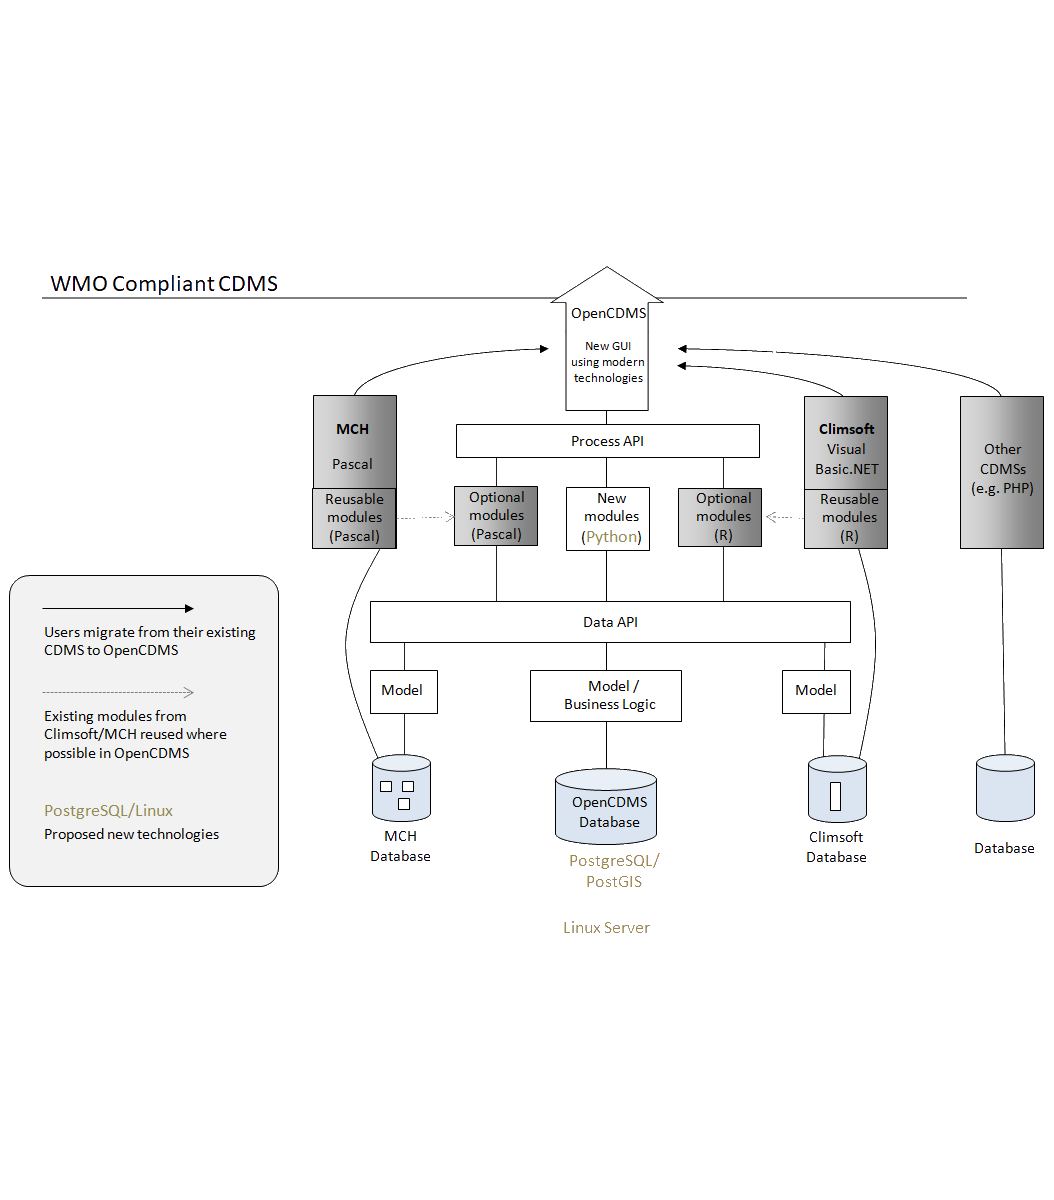 WMO Compliant CDMS
OpenCDMS
New GUI
using modern
technologies
MCH
Pascal
Reusable
modules
(Pascal)
Process API
Optional
modules
(Pascal)
New
modules
(Python)
Optional
modules
(R)
Climsoft
Visual
Basic.NET
Reusable
modules
(R)
Other
CDMSs
(e.g. PHP)
Data API
Model
Model /
Business Logic
Model
MCH
Database
OpenCDMS
Database
PostgreSQL/
PostGIS
Linux Server
Climsoft
Database
Database
Users migrate from their existing
CDMS to OpenCDMS
Existing modules from
Climsoft/MCH reused where
possible in OpenCDMS
PostgreSQL/Linux
Proposed new technologies